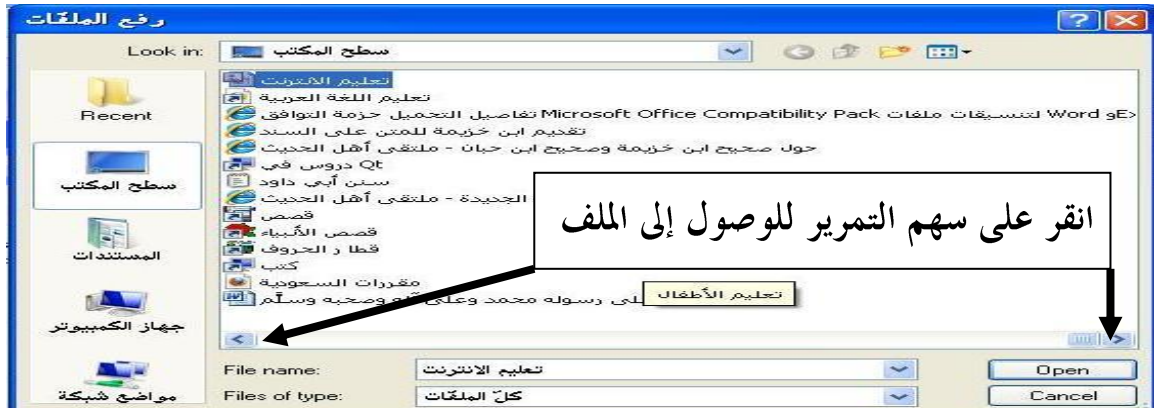 رفع الملفّات
Look in: سطح المكتب
Recent
سطح المكتب
المستندات
جهاز الكمبيوتر
مواضع شبكة
تعليم الانترنت
تعليم اللغة العربية
تفاصيل التحميل حزمة التوافق Microsoft Office Compatibility Pack لتنسيقات ملفات Word وE
تقديم ابن خزيمة للمتن على السند
حول صحيح ابن خزيمة وصحيح ابن حبان - ملتقى أهل الحديث
دروس في Qt
سنن أبي داود
الجديدة - ملتقى أهل الحديث
قصص
قصص الأنبياء
قطا ر الحروف
كتب
مقررات السعودية
لى رسوله محمد وعلى آله وصحبه وسلّم
تعليم الأطفال
انقر على سهم التمرير للوصول إلى الملف
File name: تعليم الانترنت
Open
Files of type: كلّ الملفّات
Cancel